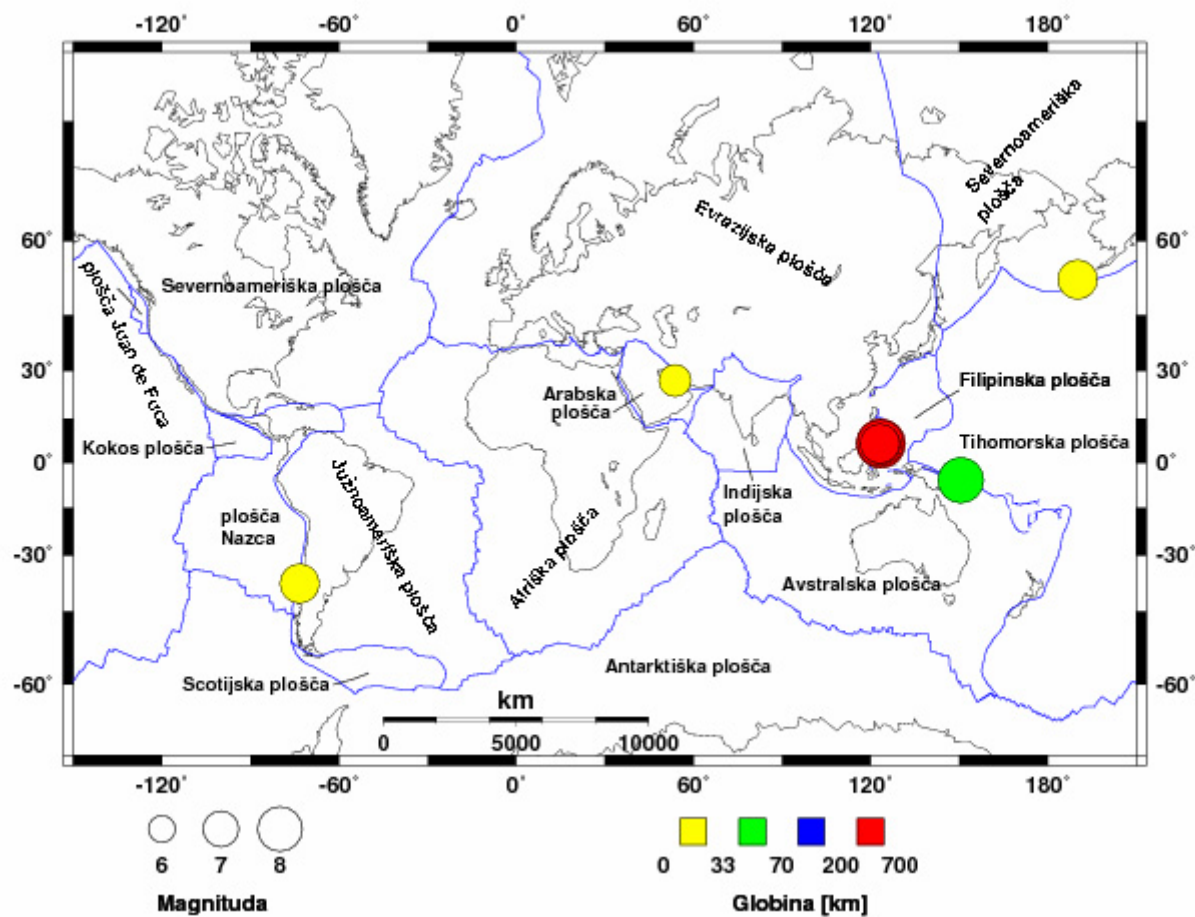 -120° -60° 0° 60° 120° 180°
60° 60°
30° 30°
0° 0°
-30° -30°
-60° -60°
Severnoameriška
plošča
Evrazijska plošča
Severnoameriška plošča
plošča Juan de Fuca
Arabska
plošča
Filipinska plošča
Kokos plošča
Tihomorska plošča
Južnoameriška plošča
Indijska
plošča
plošča
Nazca
Afriška plošča
Avstralska plošča
Antarktiška plošča
Scotijska plošča
km
0 5000 10000
-120° -60° 0° 60° 120° 180°
6 7 8
Magnituda
0 33 70 200 700
Globina [km]